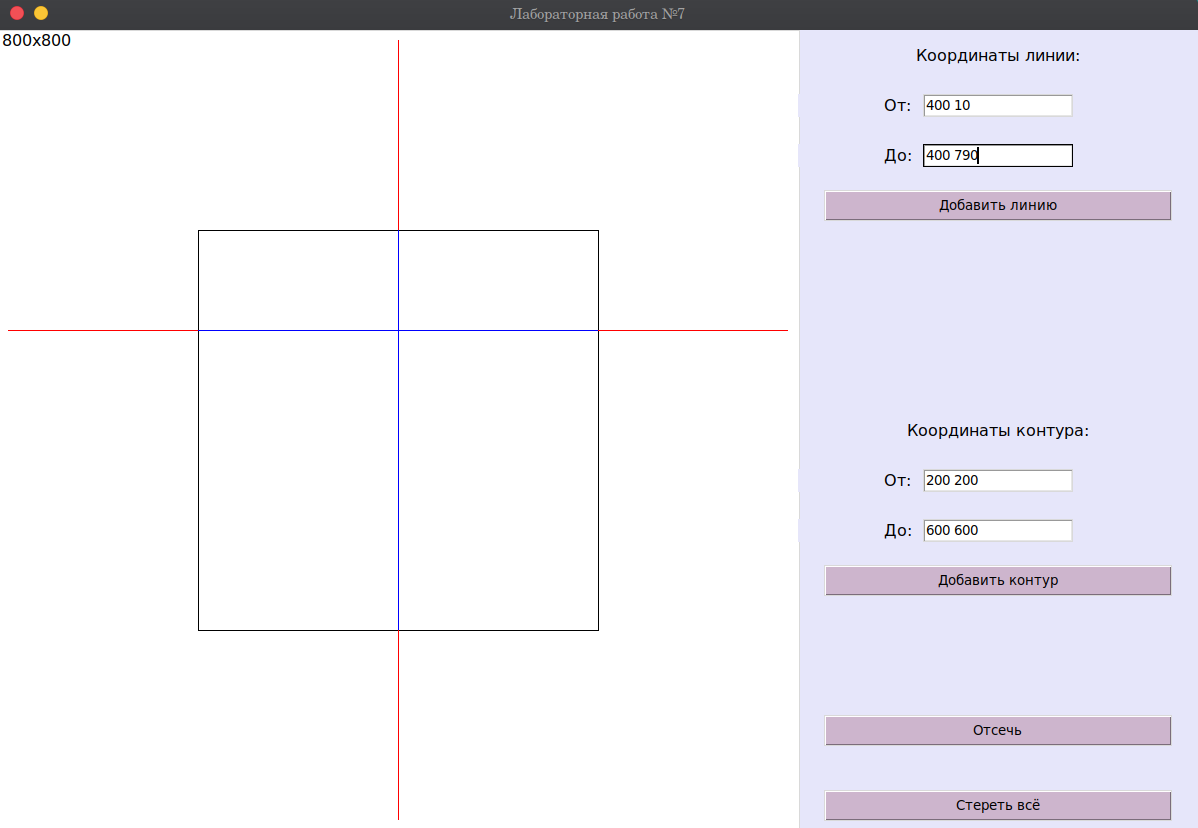 Лабораторная работа №7
800x800
Координаты линии:
От: 400 10
До: 400 790
Добавить линию
Координаты контура:
От: 200 200
До: 600 600
Добавить контур
Отсечь
Стереть всё